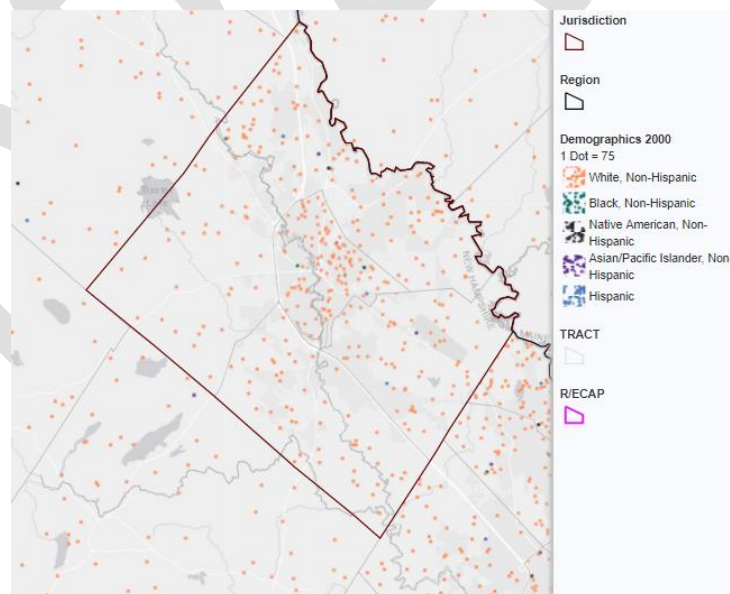 Jurisdiction
Region
Demographics 2000
1 Dot = 75
White, Non-Hispanic
Black, Non-Hispanic
Native American, Non-
Hispanic
Asian/Pacific Islander, Non
Hispanic
Hispanic
TRACT
R/ECAP
NEW HAMPSHIRE
MAINE